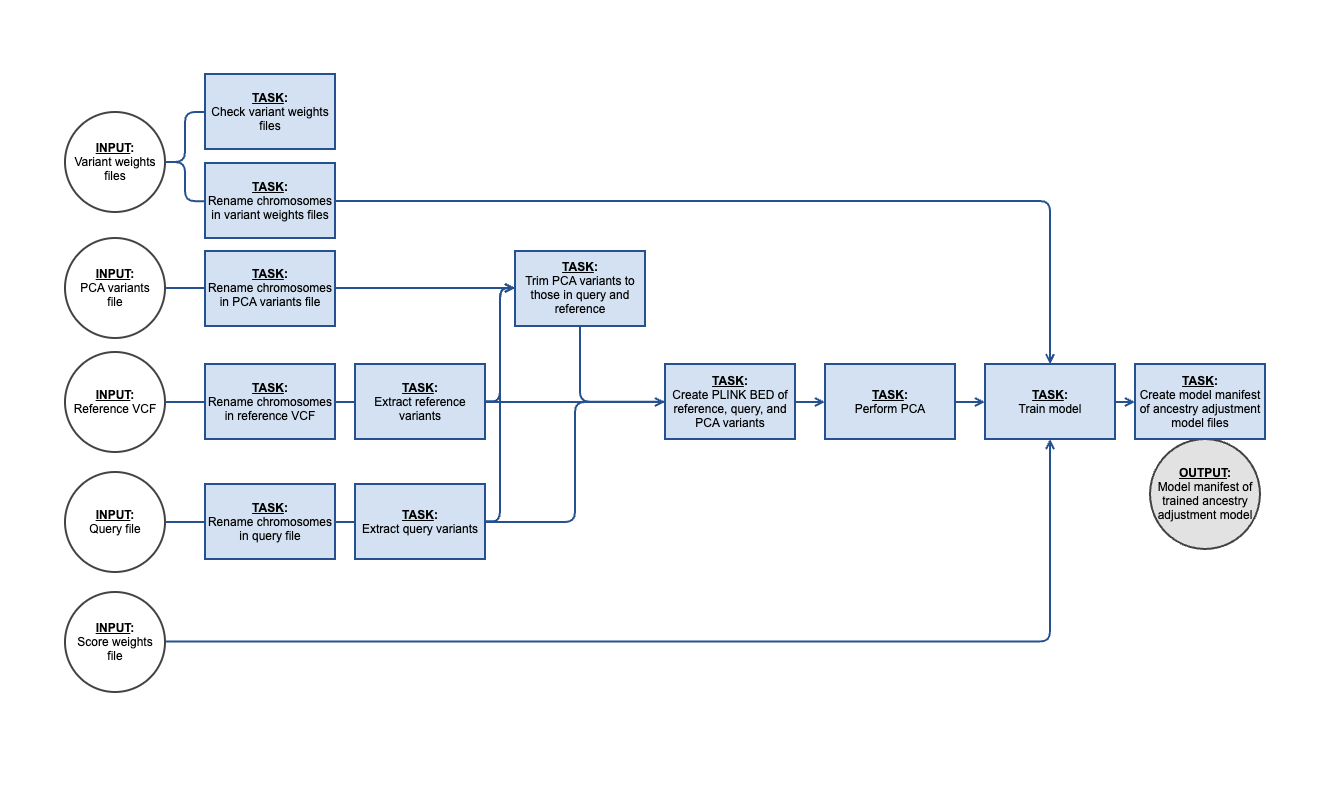 TASK:
Check variant weights
files
INPUT:
Variant weights
files
TASK:
Rename chromosomes
in variant weights files
INPUT:
PCA variants
file
TASK:
Rename chromosomes
in PCA variants file
TASK:
Trim PCA variants to
those in query and
reference
INPUT:
Reference VCF
TASK:
Rename chromosomes
in reference VCF
TASK:
Extract reference
variants
TASK:
Create PLINK BED of
reference, query, and
PCA variants
TASK:
Perform PCA
TASK:
Train model
TASK:
Create model manifest
of ancestry adjustment
model files
OUTPUT:
Model manifest of
trained ancestry
adjustment model
INPUT:
Query file
TASK:
Rename chromosomes
in query file
TASK:
Extract query variants
INPUT:
Score weights
file